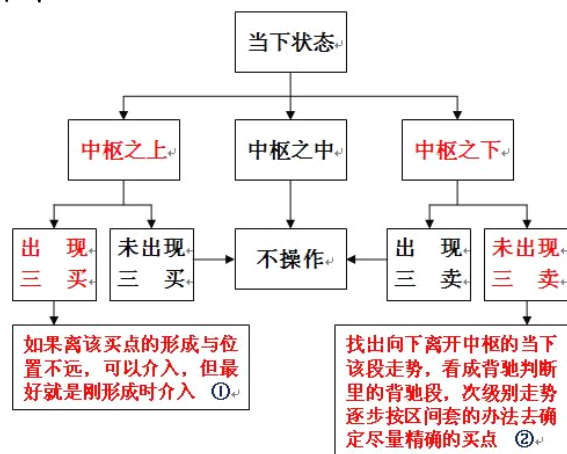 当下状态
中枢之上
中枢之中
中枢之下
出 现
三 买
未出现
三 买
不操作
出 现
三 卖
未出现
三 卖
如果离该买点的形成与位
置不远，可以介入，但最
好就是刚形成时介入 ①
找出向下离开中枢的当下
该段走势，看成背驰判断
里的背驰段，次级别走势
逐步按区间套的办法去确
定尽量精确的买点 ②